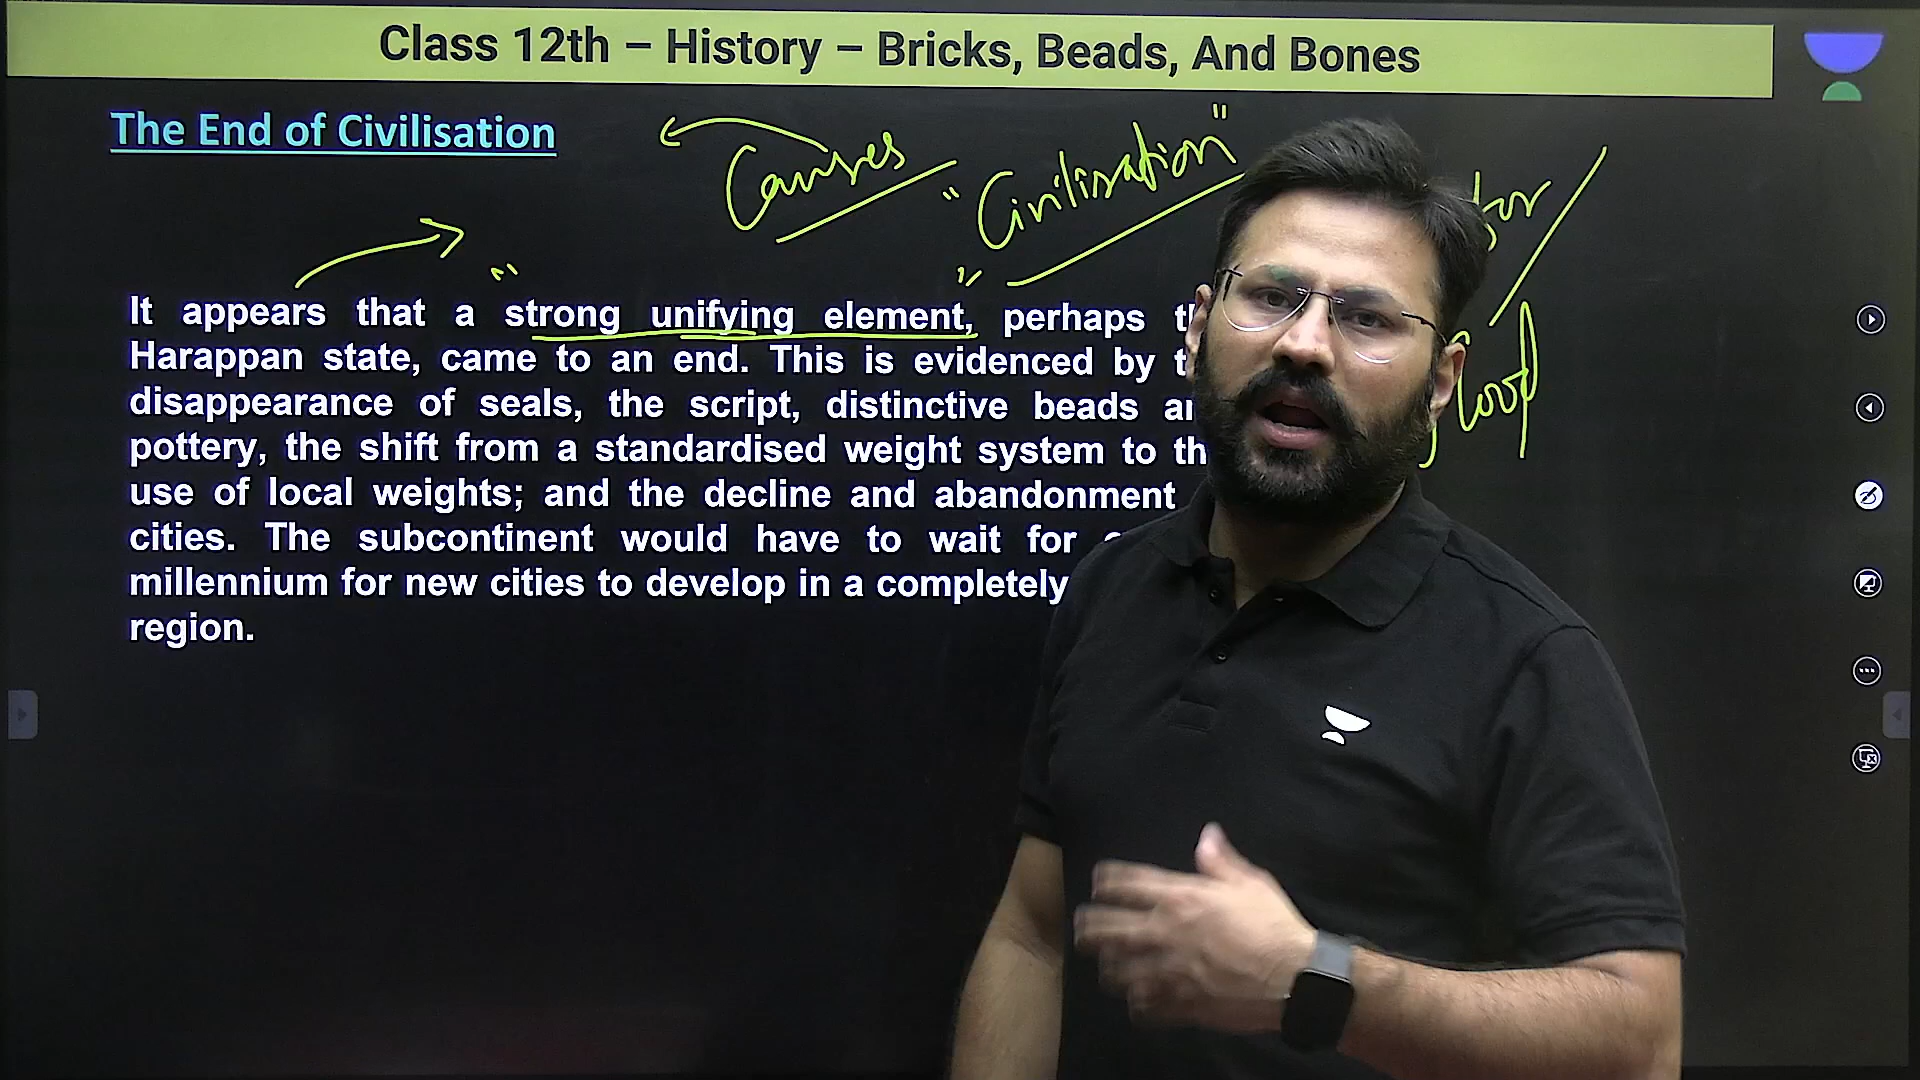 Class 12th – History – Bricks, Beads, And Bones
The End of Civilisation
Causes
"Civilisation"
It appears that a strong unifying element, perhaps
Harappan state, came to an end. This is evidenced by
disappearance of seals, the script, distinctive beads
pottery, the shift from a standardised weight system to
use of local weights; and the decline and abandonment
cities. The subcontinent would have to wait for
millennium for new cities to develop in a completely
region.